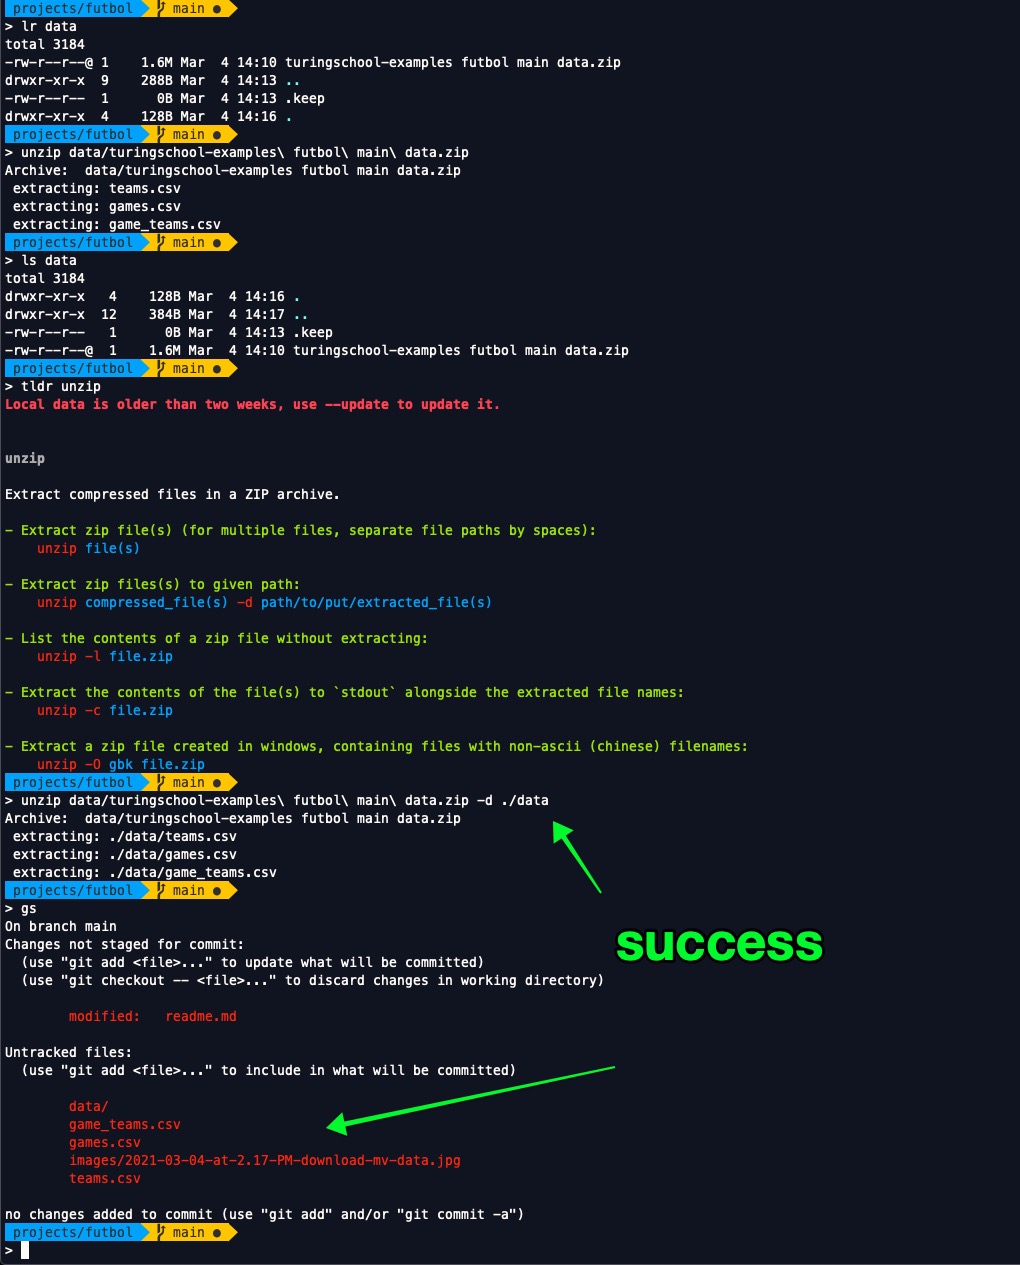 projects/futbol main ●
> lr data
total 3184
-rw-r--r--@ 1 1.6M Mar 4 14:10 turingschool-examples futbol main data.zip
drwxr-xr-x 9 288B Mar 4 14:13 ..
-rw-r--r-- 1 0B Mar 4 14:13 .keep
drwxr-xr-x 4 128B Mar 4 14:16 .
projects/futbol main ●
> unzip data/turingschool-examples\ futbol\ main\ data.zip
Archive: data/turingschool-examples futbol main data.zip
extracting: teams.csv
extracting: games.csv
extracting: game_teams.csv
projects/futbol main ●
> ls data
total 3184
drwxr-xr-x 4 128B Mar 4 14:16 .
drwxr-xr-x 12 384B Mar 4 14:17 ..
-rw-r--r-- 1 0B Mar 4 14:13 .keep
-rw-r--r--@ 1 1.6M Mar 4 14:10 turingschool-examples futbol main data.zip
projects/futbol main ●
> tldr unzip
Local data is older than two weeks, use --update to update it.
unzip
Extract compressed files in a ZIP archive.
- Extract zip file(s) (for multiple files, separate file paths by spaces):
unzip file(s)
- Extract zip files(s) to given path:
unzip compressed_file(s) -d path/to/put/extracted_file(s)
- List the contents of a zip file without extracting:
unzip -l file.zip
- Extract the contents of the file(s) to `stdout` alongside the extracted file names:
unzip -c file.zip
- Extract a zip file created in windows, containing files with non-ascii (chinese) filenames:
unzip -O gbk file.zip
projects/futbol main ●
> unzip data/turingschool-examples\ futbol\ main\ data.zip -d ./data
Archive: data/turingschool-examples futbol main data.zip
extracting: ./data/teams.csv
extracting: ./data/games.csv
extracting: ./data/game_teams.csv
projects/futbol main ●
> gs
On branch main
success
Changes not staged for commit:
(use "git add <file>..." to update what will be committed)
(use "git checkout -- <file>..." to discard changes in working directory)
modified: readme.md
Untracked files:
(use "git add <file>..." to include in what will be committed)
data/
game_teams.csv
games.csv
images/2021-03-04-at-2.17-PM-download-mv-data.jpg
teams.csv
no changes added to commit (use "git add" and/or "git commit -a")
projects/futbol main ●
>